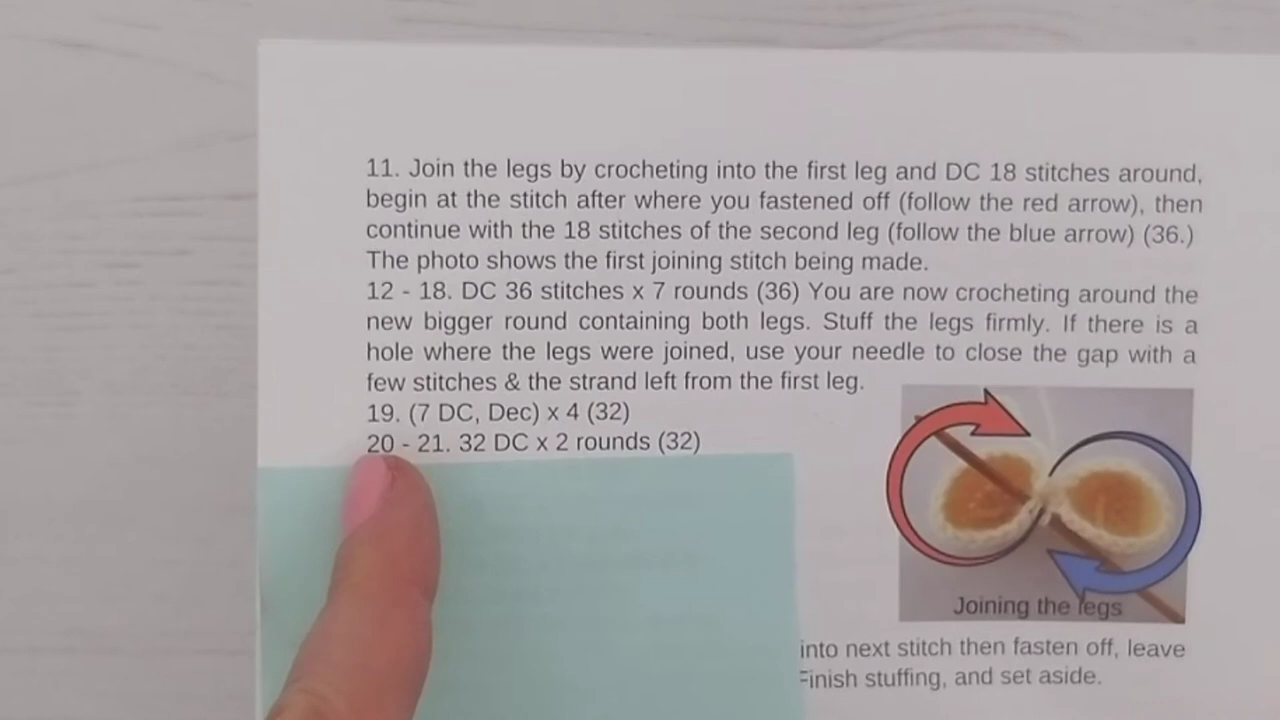 11. Join the legs by crocheting into the first leg and DC 18 stitches around,
begin at the stitch after where you fastened off (follow the red arrow), then
continue with the 18 stitches of the second leg (follow the blue arrow) (36.)
The photo shows the first joining stitch being made.
12 - 18. DC 36 stitches x 7 rounds (36) You are now crocheting around the
new bigger round containing both legs. Stuff the legs firmly. If there is a
hole where the legs were joined, use your needle to close the gap with a
few stitches & the strand left from the first leg.
19. (7 DC, Dec) x 4 (32)
20 - 21. 32 DC x 2 rounds (32)
Joining the legs
into next stitch then fasten off, leave
Finish stuffing, and set aside.